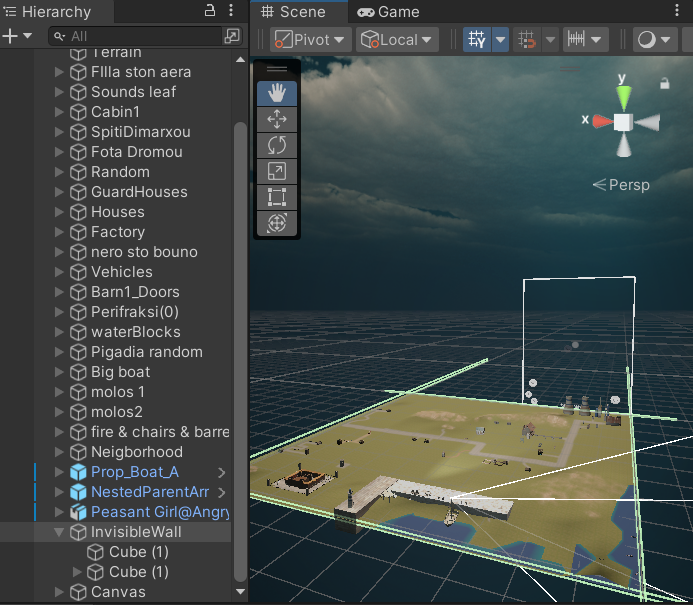 Hierarchy
All
Terrain
FIlla ston aera
Sounds leaf
Cabin1
SpitiDimarxou
Fota Dromou
Random
GuardHouses
Houses
Factory
nero sto bouno
Vehicles
Barn1_Doors
Perifraksi(0)
waterBlocks
Pigadia random
Big boat
molos 1
molos2
fire & chairs & barre
Neigborhood
Prop_Boat_A
NestedParentArr
Peasant Girl@Angry
InvisibleWall
Cube (1)
Cube (1)
Canvas
Scene
Game
Pivot
Local
Y
y
x
Persp